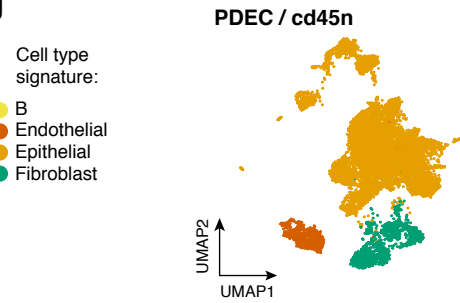 PDEC / cd45n
Cell type
signature:
B
Endothelial
Epithelial
Fibroblast
UMAP2
UMAP1